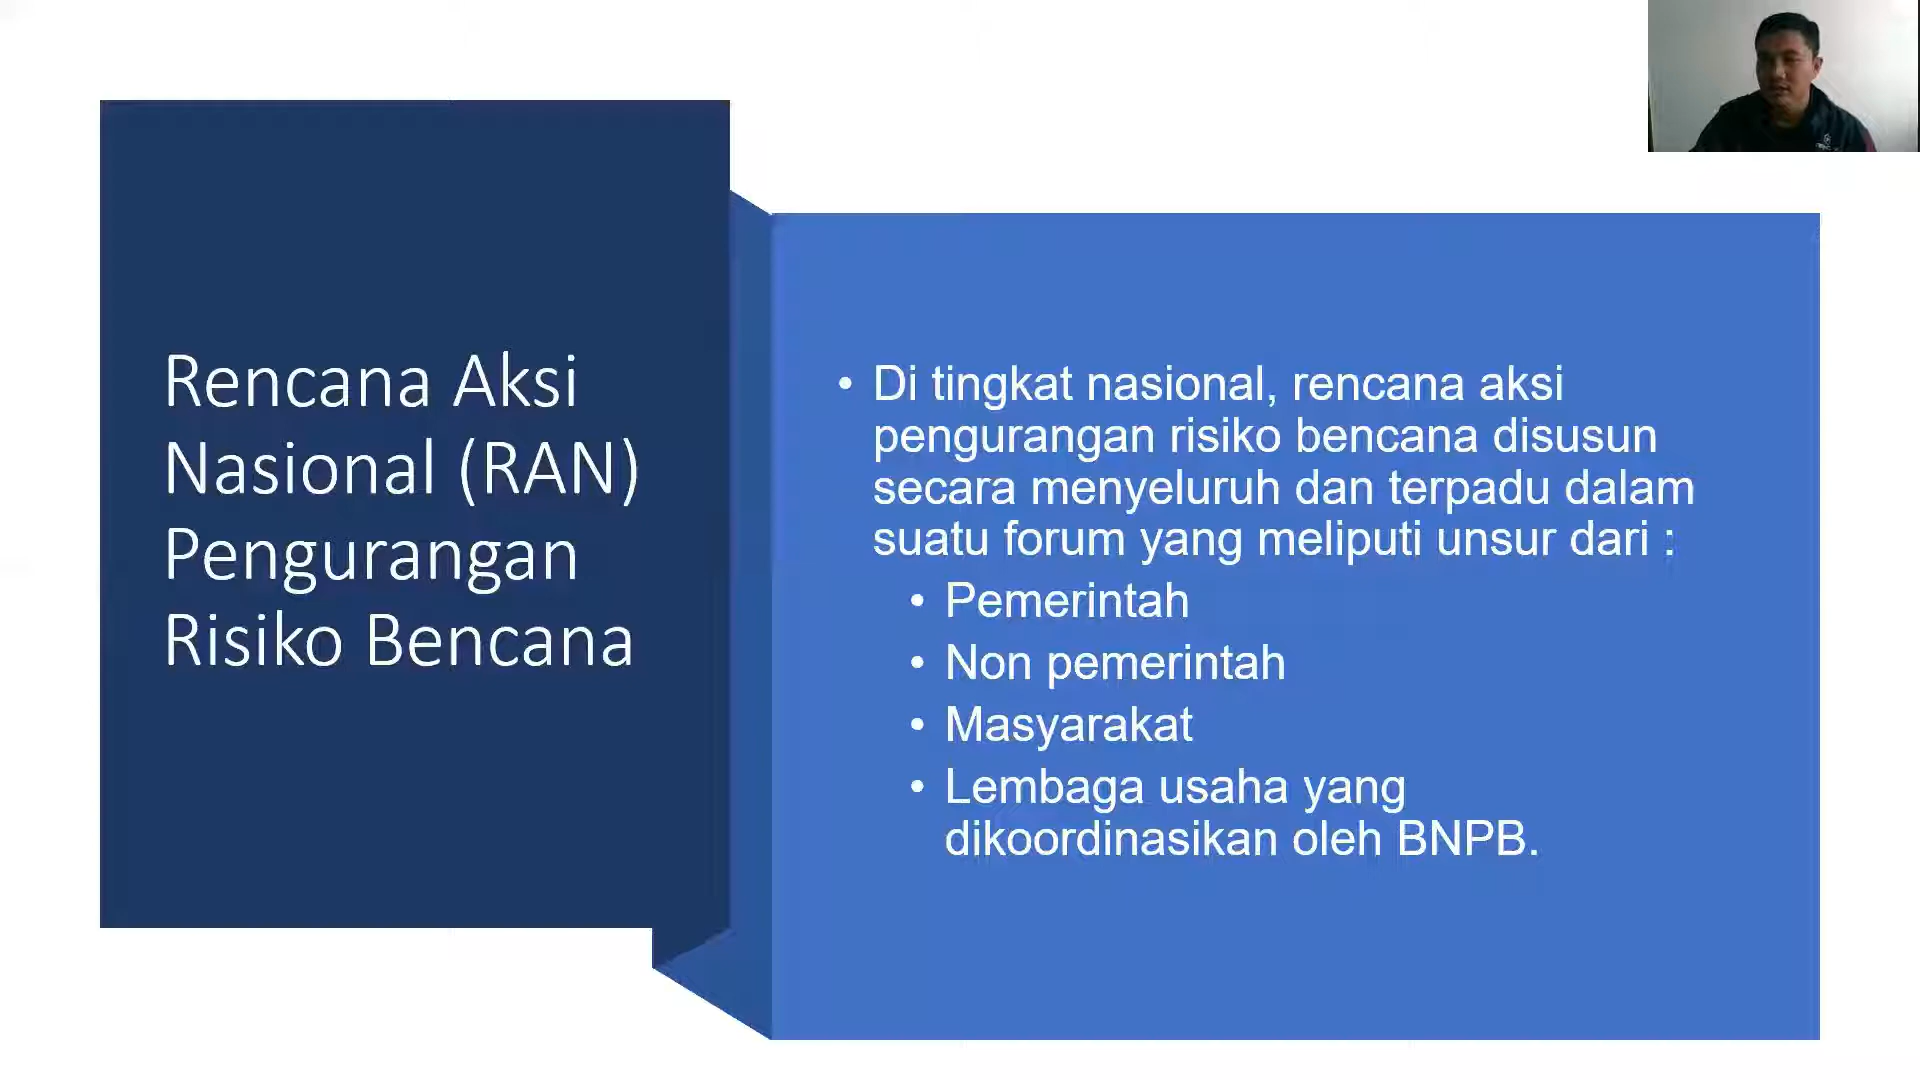 Rencana Aksi
Nasional (RAN)
Pengurangan
Risiko Bencana
• Di tingkat nasional, rencana aksi
pengurangan risiko bencana disusun
secara menyeluruh dan terpadu dalam
suatu forum yang meliputi unsur dari :
• Pemerintah
• Non pemerintah
• Masyarakat
• Lembaga usaha yang
dikoordinasikan oleh BNPB.